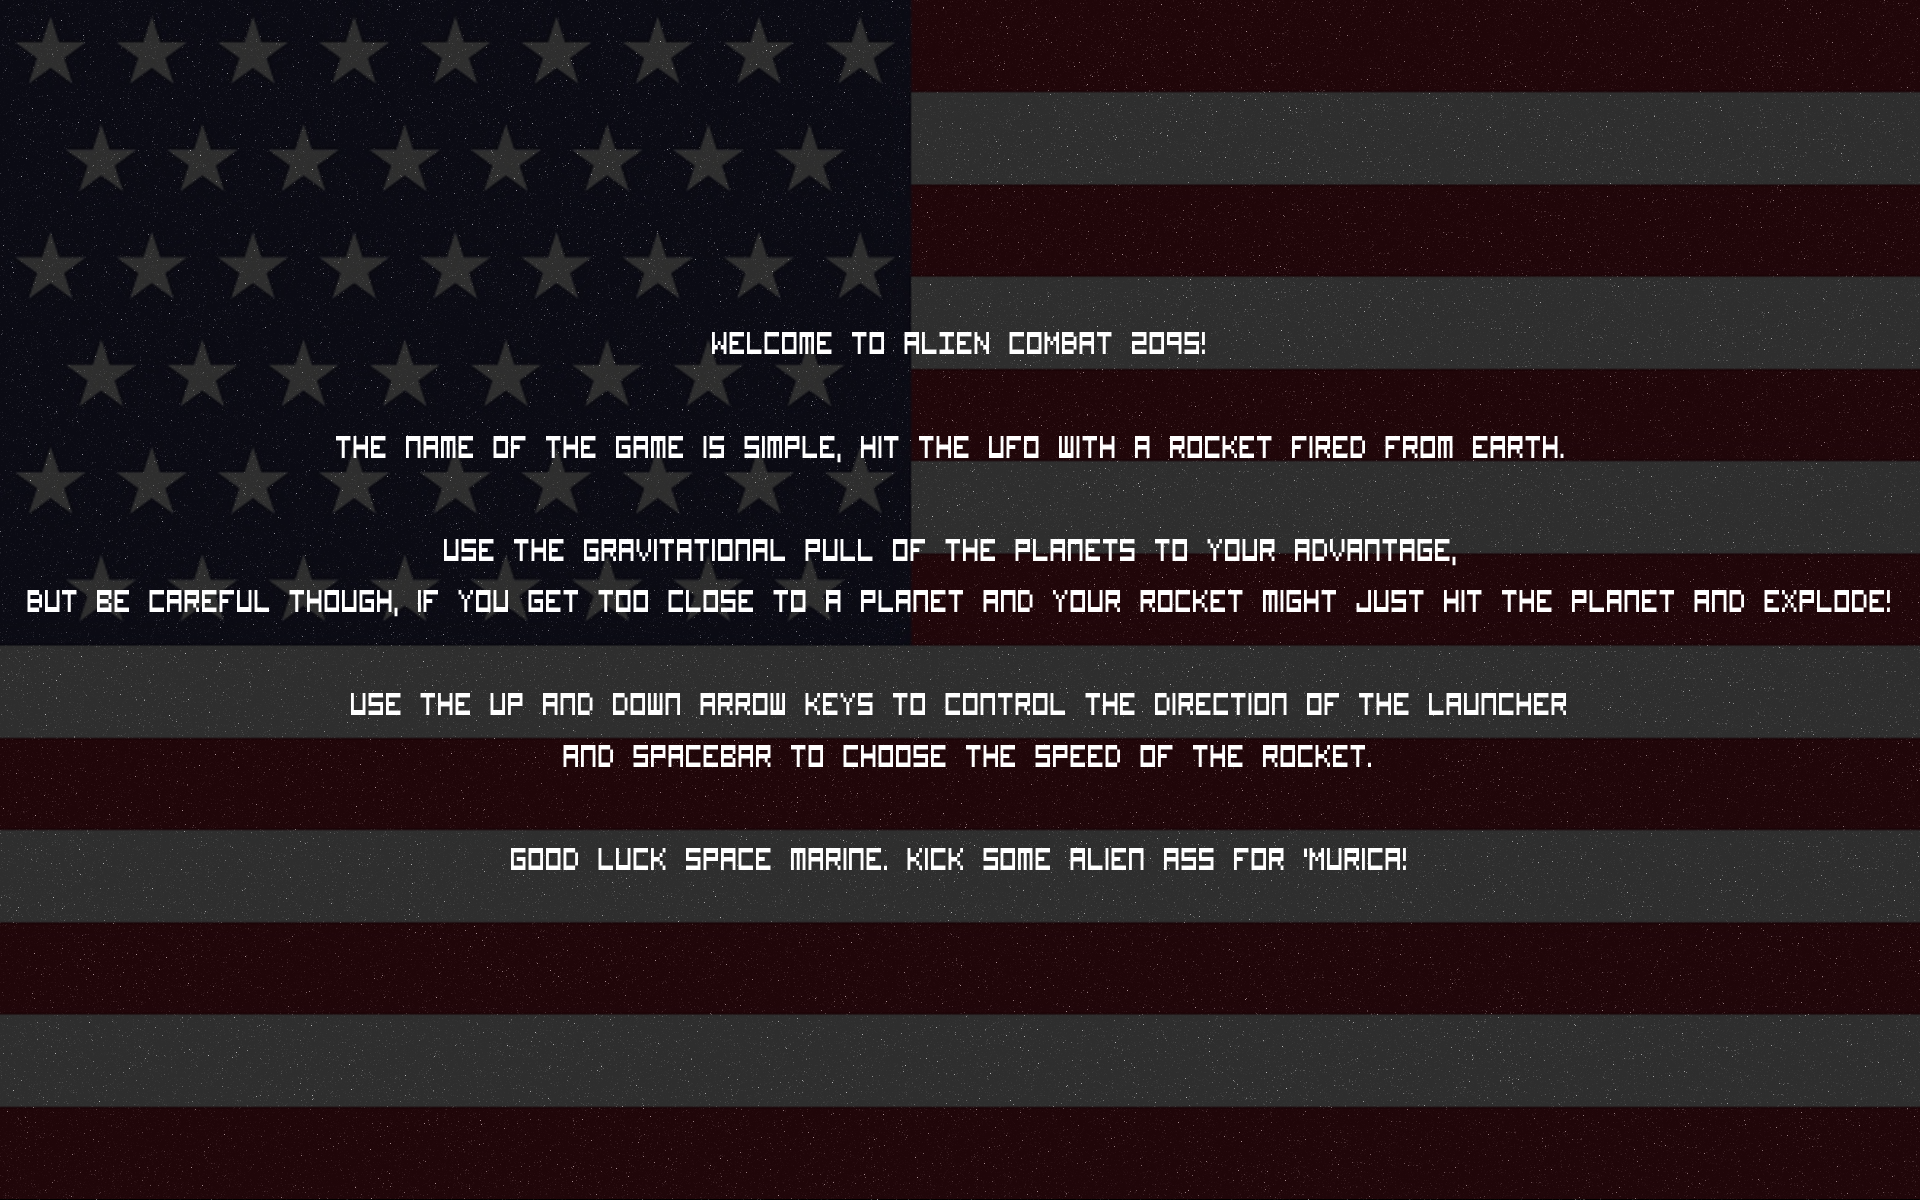 WELCOME TO ALIEN COMBAT 2095!
THE NAME OF THE GAME IS SIMPLE, HIT THE UFO WITH A ROCKET FIRED FROM EARTH.
USE THE GRAVITATIONAL PULL OF THE PLANETS TO YOUR ADVANTAGE,
BUT BE CAREFUL THOUGH, IF YOU GET TOO CLOSE TO A PLANET AND YOUR ROCKET MIGHT JUST HIT THE PLANET AND EXPLODE!
USE THE UP AND DOWN ARROW KEYS TO CONTROL THE DIRECTION OF THE LAUNCHER
AND SPACEBAR TO CHOOSE THE SPEED OF THE ROCKET.
GOOD LUCK SPACE MARINE. KICK SOME ALIEN ASS FOR 'MURICA!